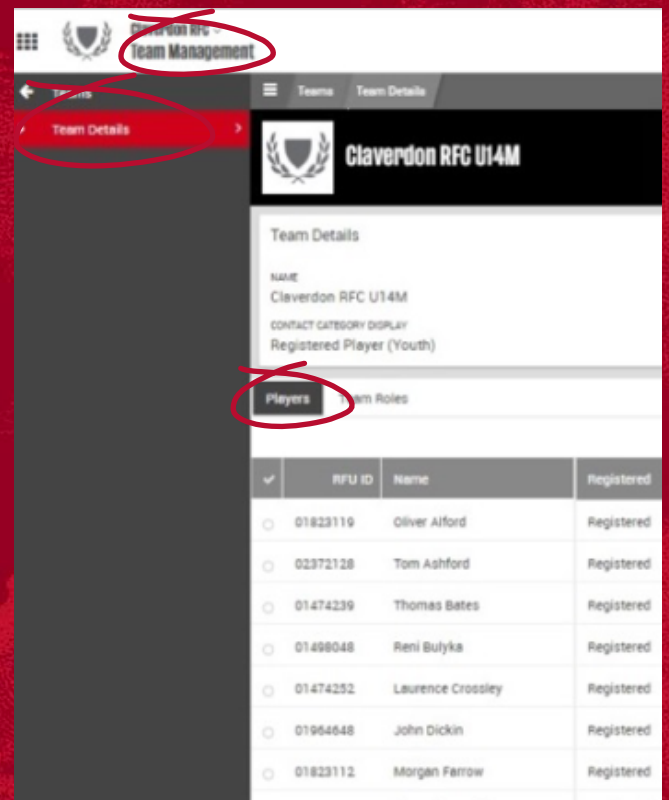 Claverdon RFC
Team Management
Teams
Teams Team Details
Team Details
Claverdon RFC U14M
Team Details
NAME
Claverdon RFC U14M
CONTACT CATEGORY DISPLAY
Registered Player (Youth)
Players Team Roles
RFU ID Name Registered
01823119 Oliver Alford Registered
02372128 Tom Ashford Registered
01474239 Thomas Bates Registered
01498048 Reni Bulyka Registered
01474252 Laurence Crossley Registered
01964648 John Dickin Registered
01823112 Morgan Farrow Registered